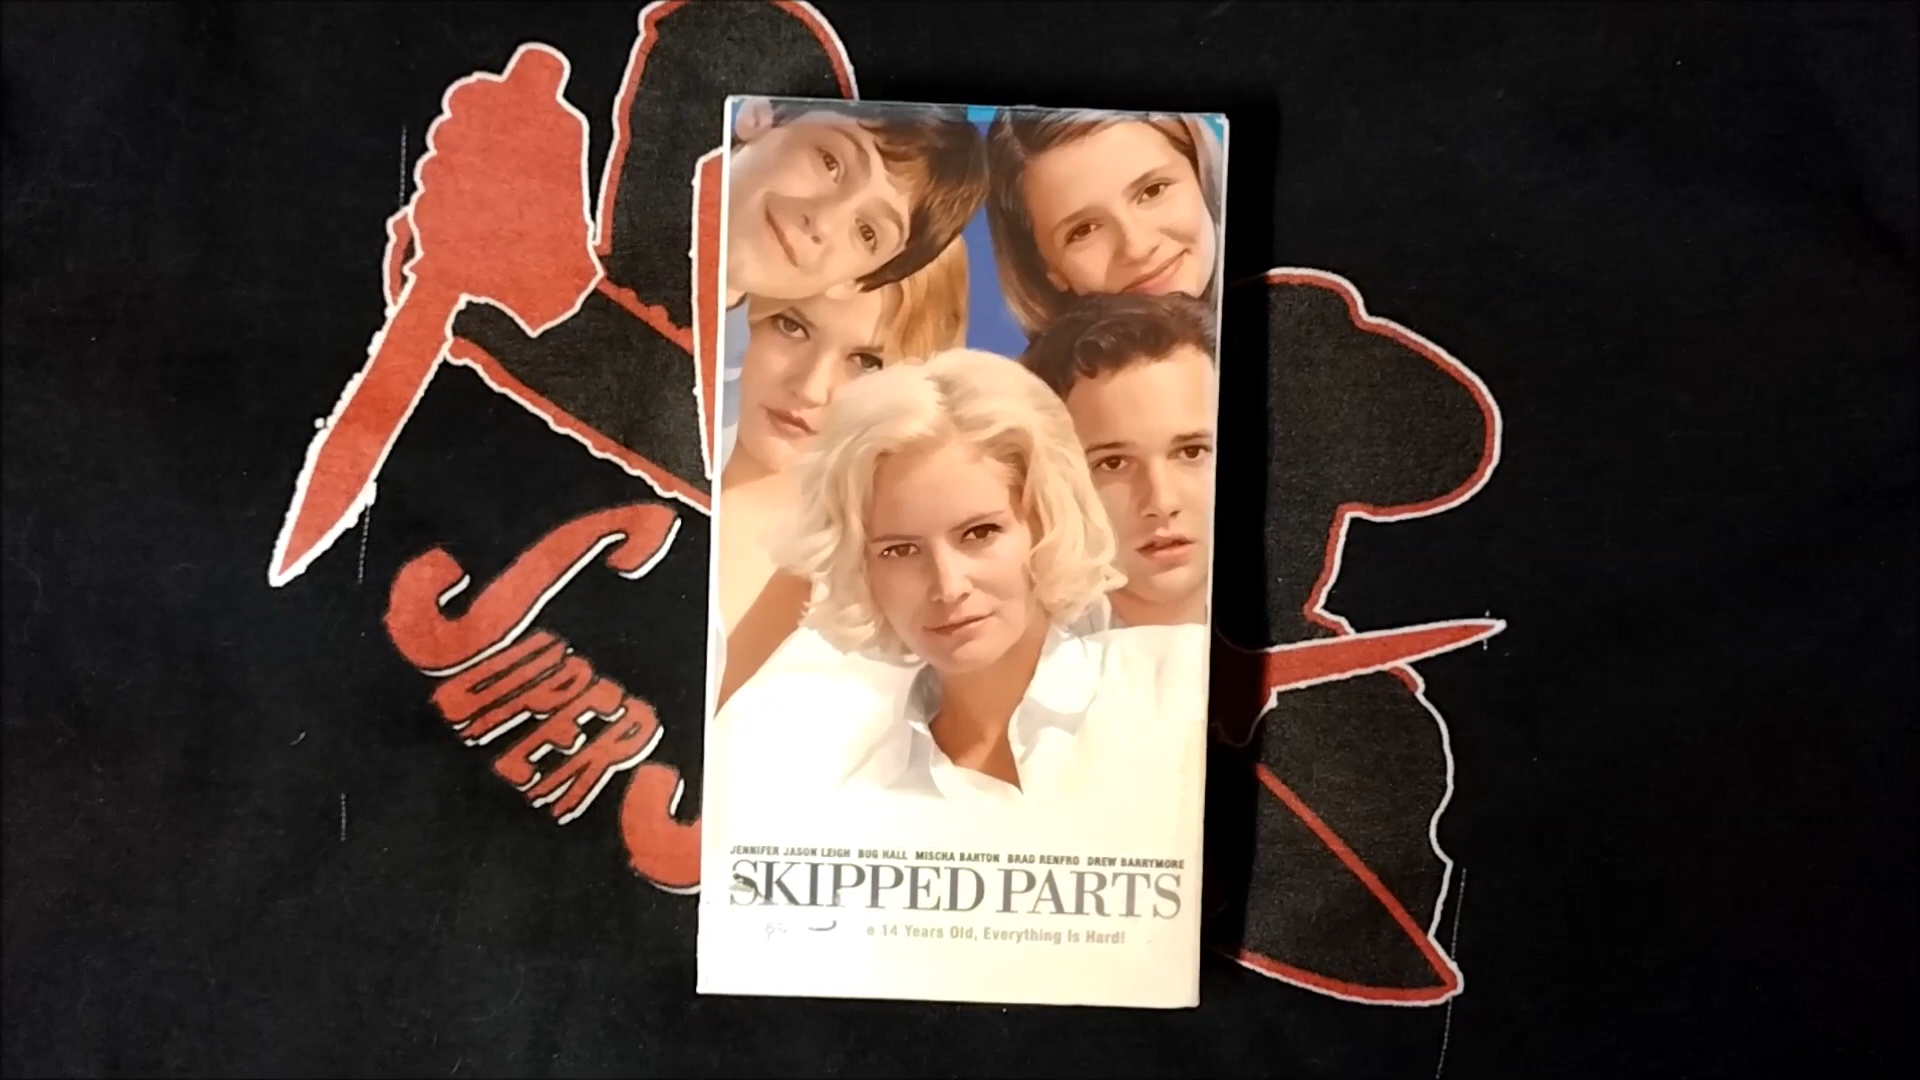 SUPER S
JENNIFER JASON LEIGH BUG HALL MISCHA BARTON BRAD RENFRO DREW BARRYMORE
SKIPPED PARTS
e 14 Years Old, Everything Is Hard!